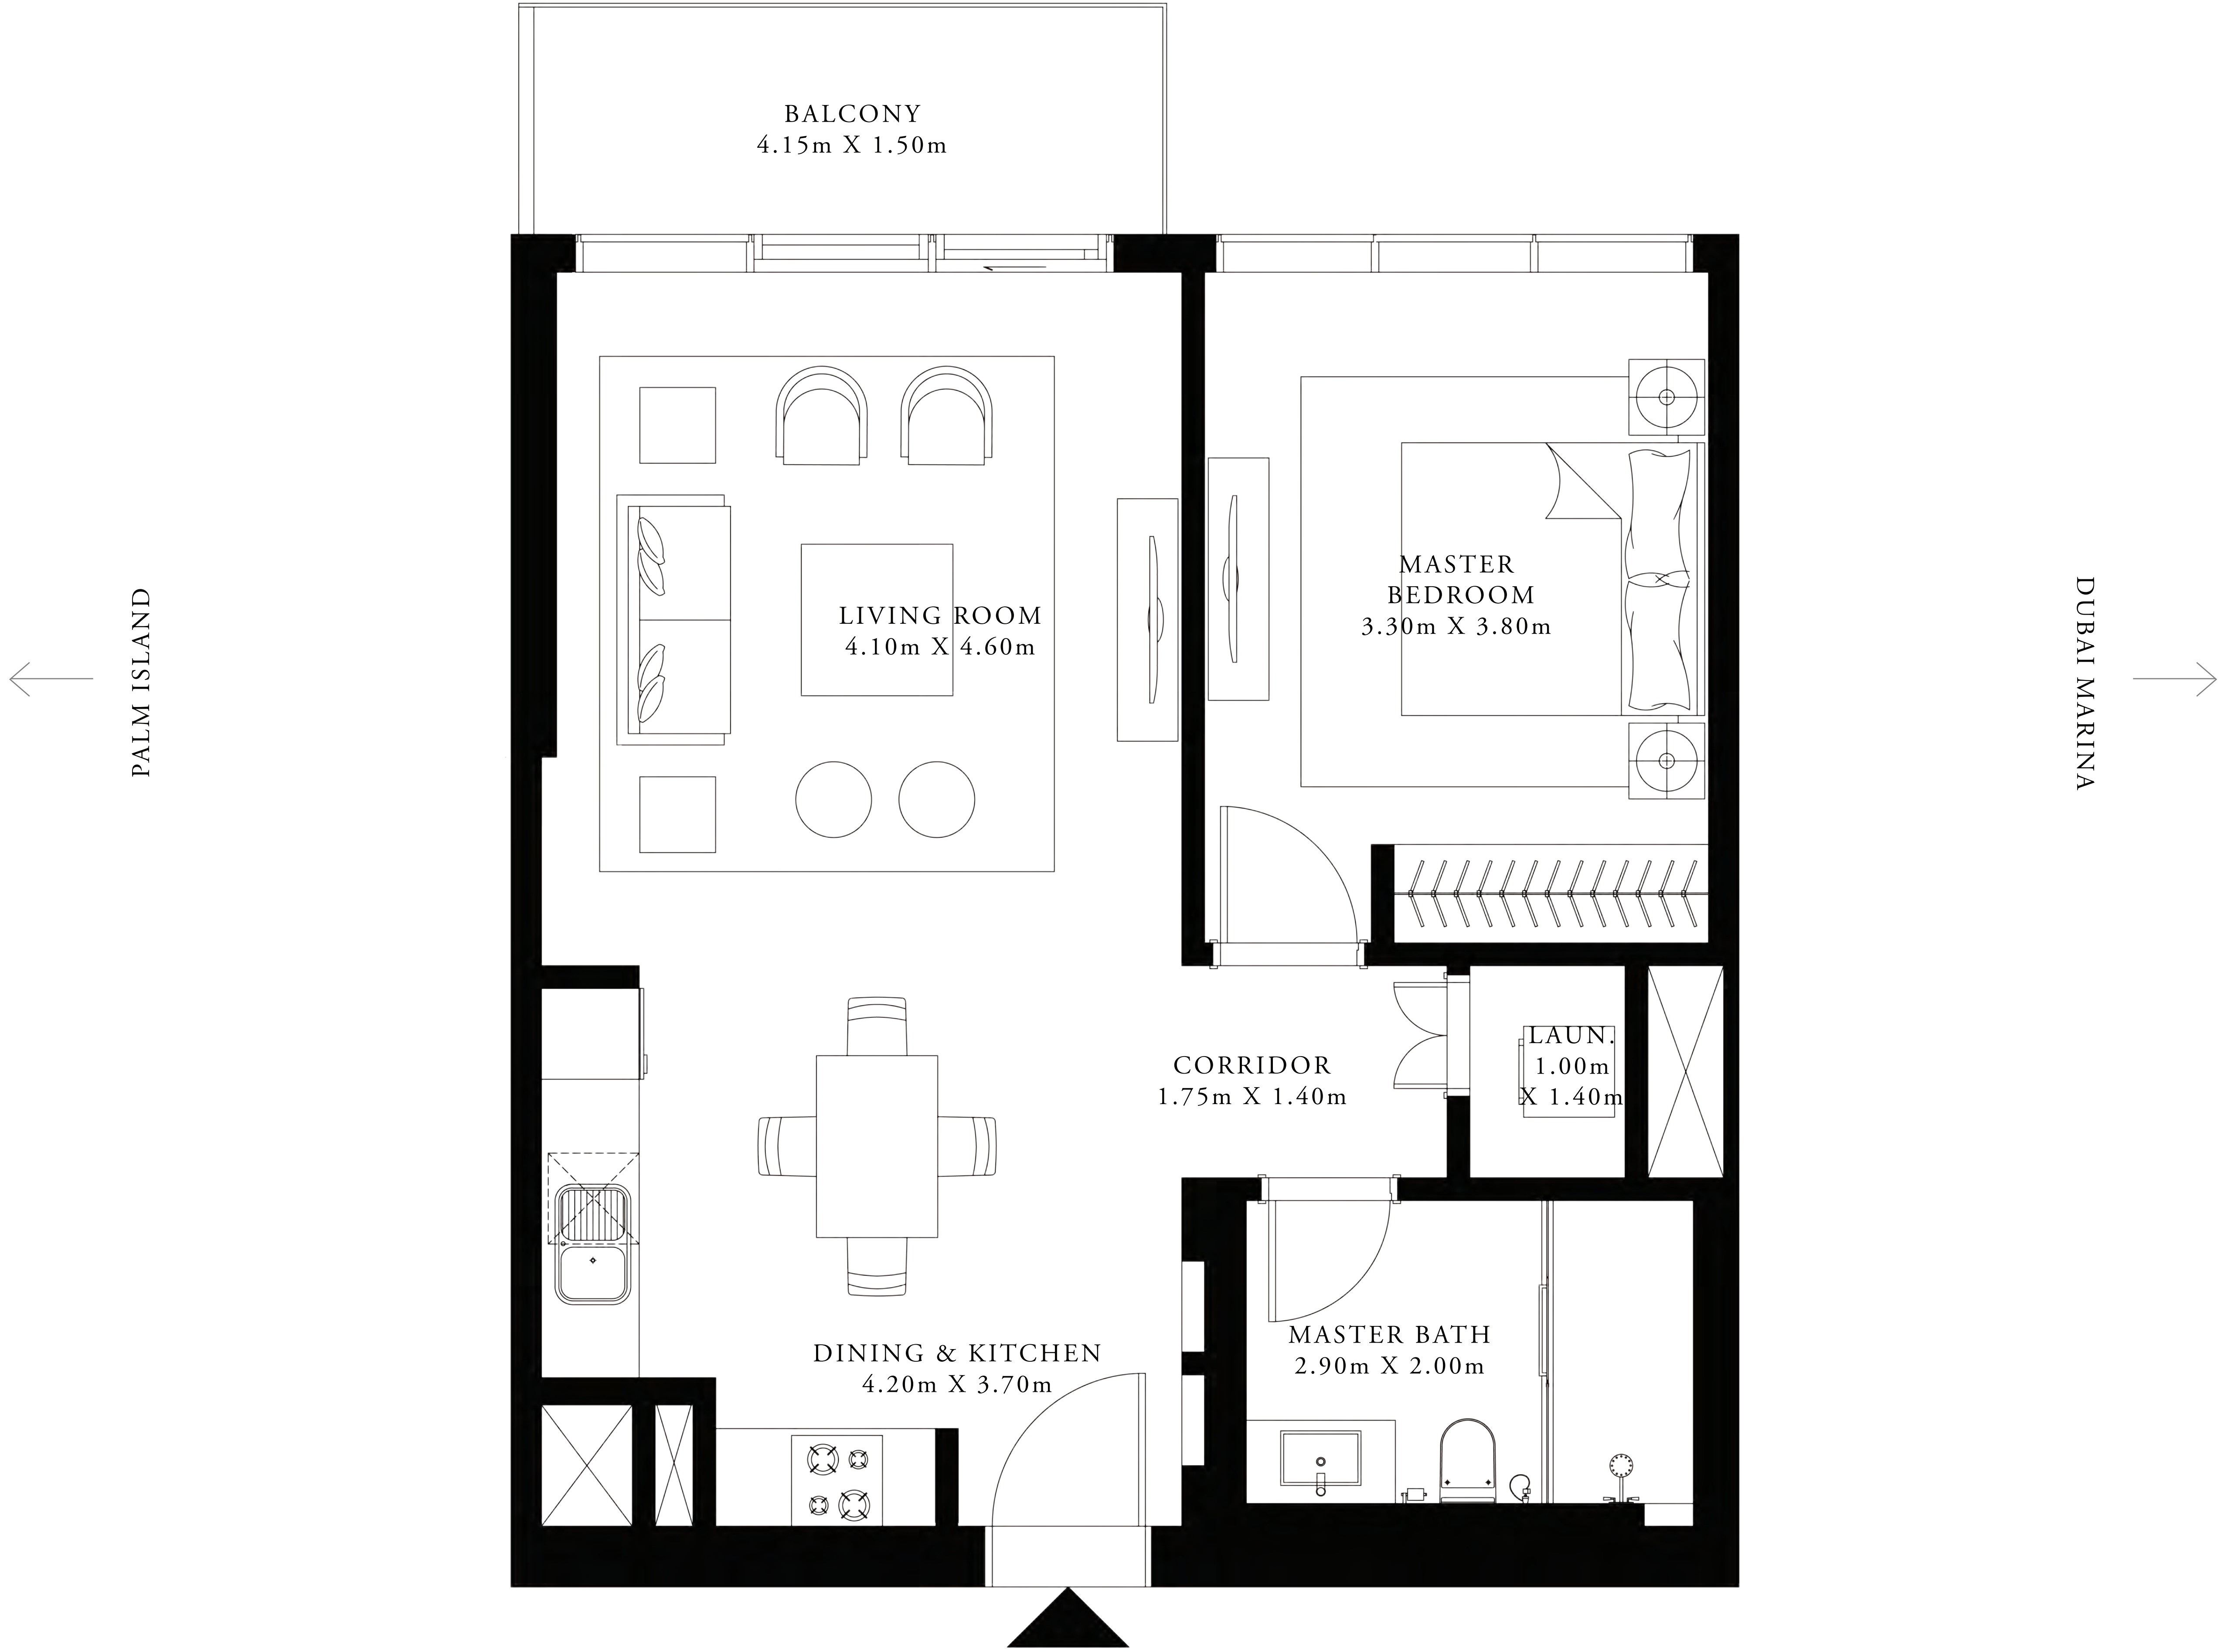 BALCONY
4.15m X 1.50m
LIVING ROOM
4.10m X 4.60m
MASTER
BEDROOM
3.30m X 3.80m
PALM ISLAND
DUBAI MARINA
CORRIDOR
1.75m X 1.40m
LAUN.
1.00m
X 1.40m
DINING & KITCHEN
4.20m X 3.70m
MASTER BATH
2.90m X 2.00m